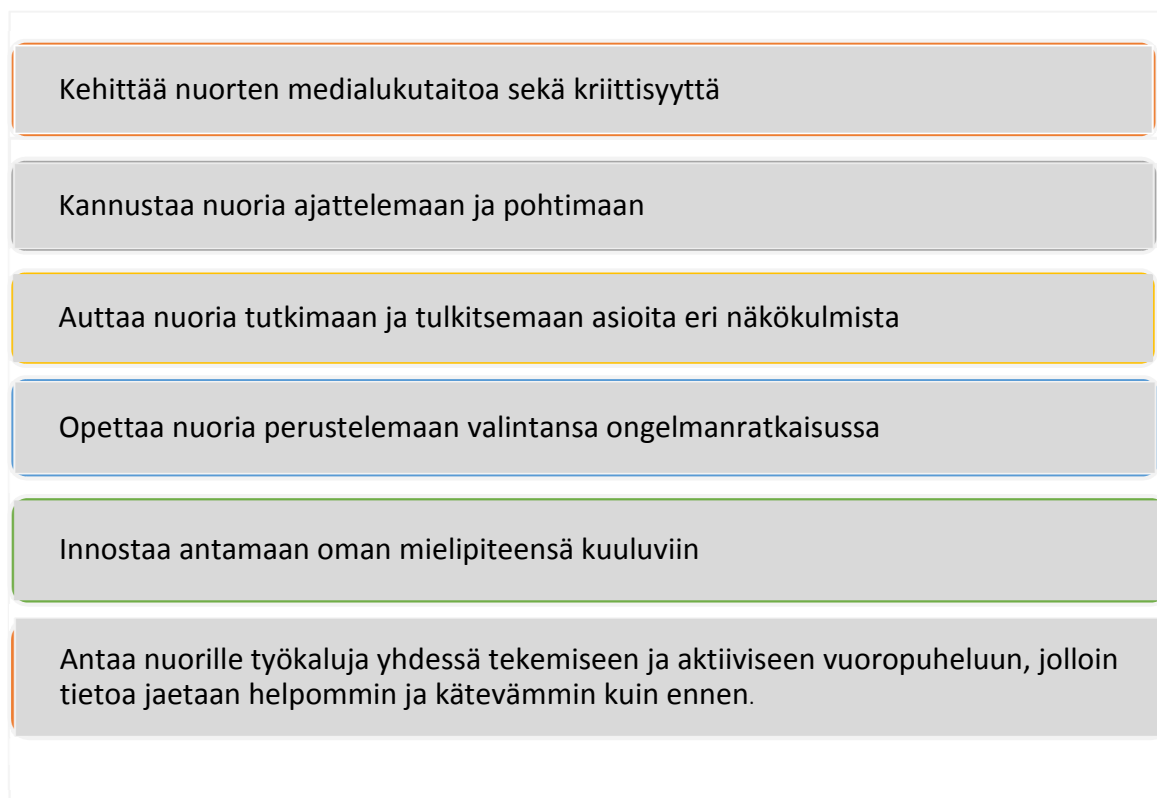 Kehittää nuorten medialukutaitoa sekä kriittisyyttä
Kannustaa nuoria ajattelemaan ja pohtimaan
Auttaa nuoria tutkimaan ja tulkitsemaan asioita eri näkökulmista
Opettaa nuoria perustelemaan valintansa ongelmanratkaisussa
Innostaa antamaan oman mielipiteensä kuuluviin
Antaa nuorille työkaluja yhdessä tekemiseen ja aktiiviseen vuoropuheluun, jolloin
tietoa jaetaan helpommin ja kätevämmin kuin ennen.